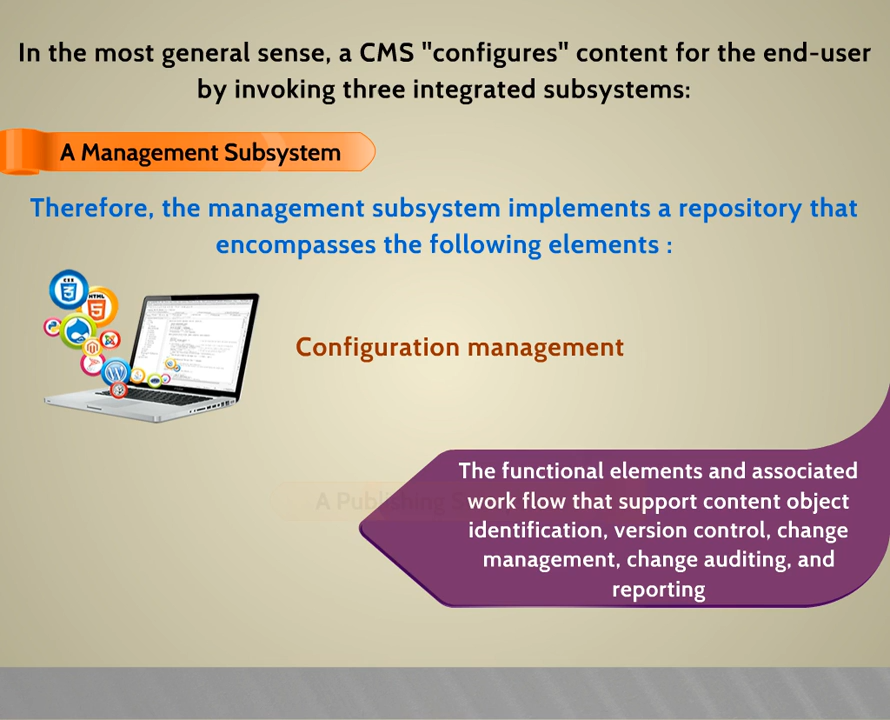 In the most general sense, a CMS "configures" content for the end-user
by invoking three integrated subsystems:
A Management Subsystem
Therefore, the management subsystem implements a repository that
encompasses the following elements :
Configuration management
A Publishing S
The functional elements and associated
work flow that support content object
identification, version control, change
management, change auditing, and
reporting